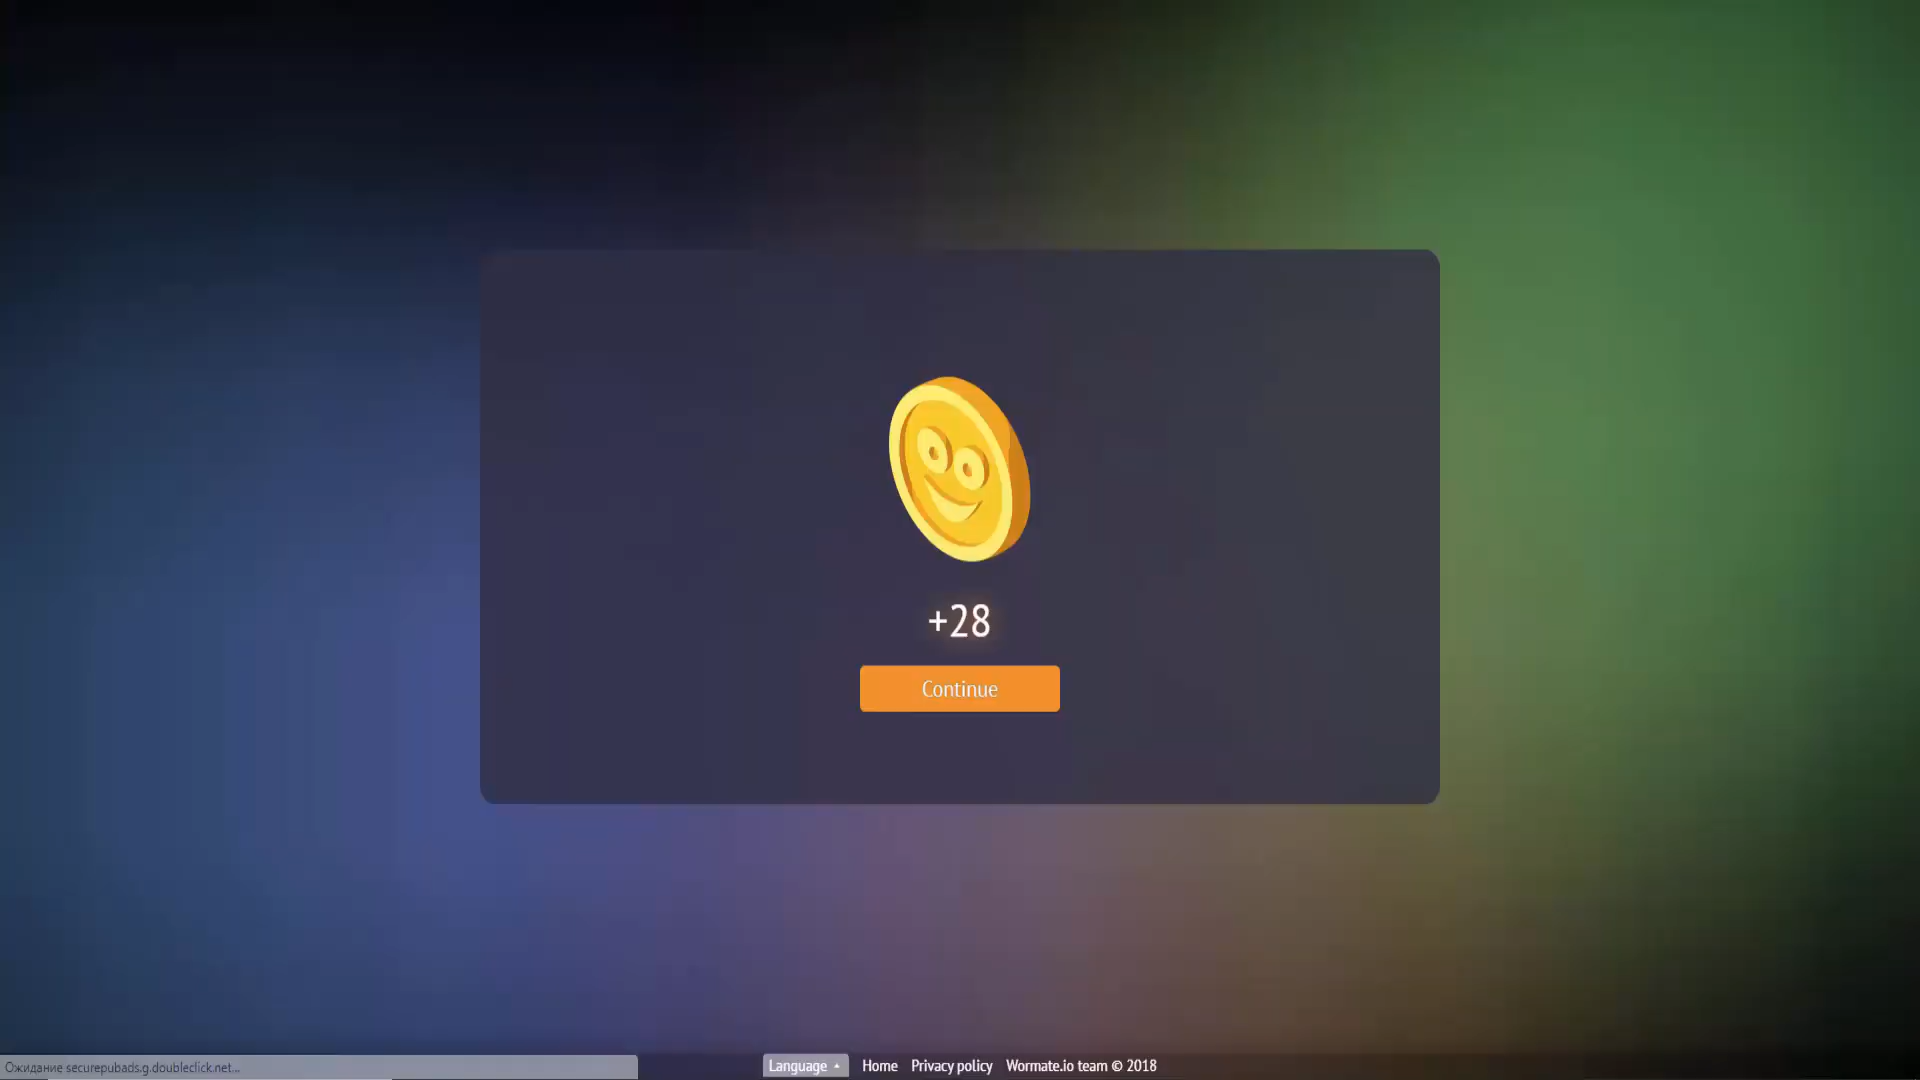 +28
Continue
Ожидание securepubads.g.doubleclick.net...
Language Home Privacy policy Wormate.io team © 2018